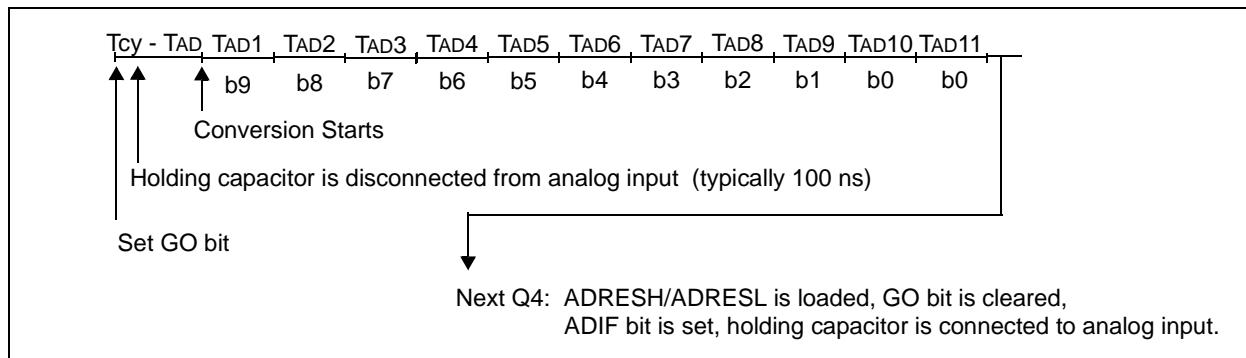 Tcy - TAD TAD1 TAD2 TAD3 TAD4 TAD5 TAD6 TAD7 TAD8 TAD9 TAD10 TAD11
b9 b8 b7 b6 b5 b4 b3 b2 b1 b0 b0
Conversion Starts
Holding capacitor is disconnected from analog input (typically 100 ns)
Set GO bit
Next Q4: ADRESH/ADRESL is loaded, GO bit is cleared,
ADIF bit is set, holding capacitor is connected to analog input.